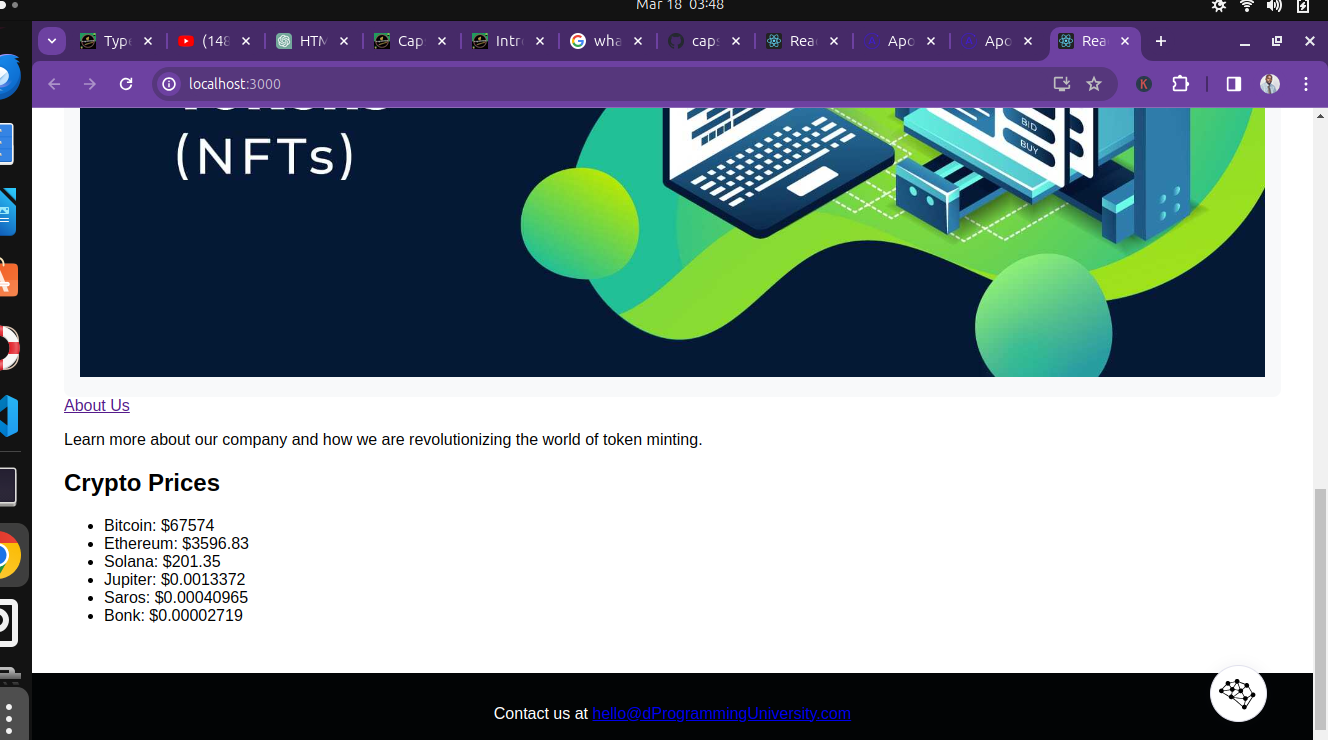 Mar 18 03:48
Type
(148
HTM
Cap
Intr
wha
caps
Rea
Apo
Apo
Rea
localhost:3000
K
(NFTs)
BID
BUY
About Us
Learn more about our company and how we are revolutionizing the world of token minting.
Crypto Prices
Bitcoin: $67574
Ethereum: $3596.83
Solana: $201.35
Jupiter: $0.0013372
Saros: $0.00040965
Bonk: $0.00002719
Contact us at hello@dProgrammingUniversity.com